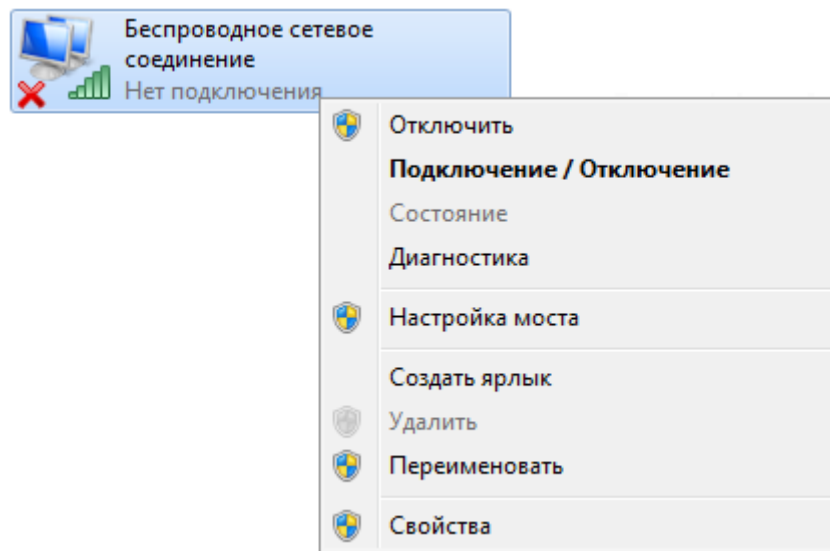 Беспроводное сетевое
соединение
Нет подключения
Отключить
Подключение / Отключение
Состояние
Диагностика
Настройка моста
Создать ярлык
Удалить
Переименовать
Свойства